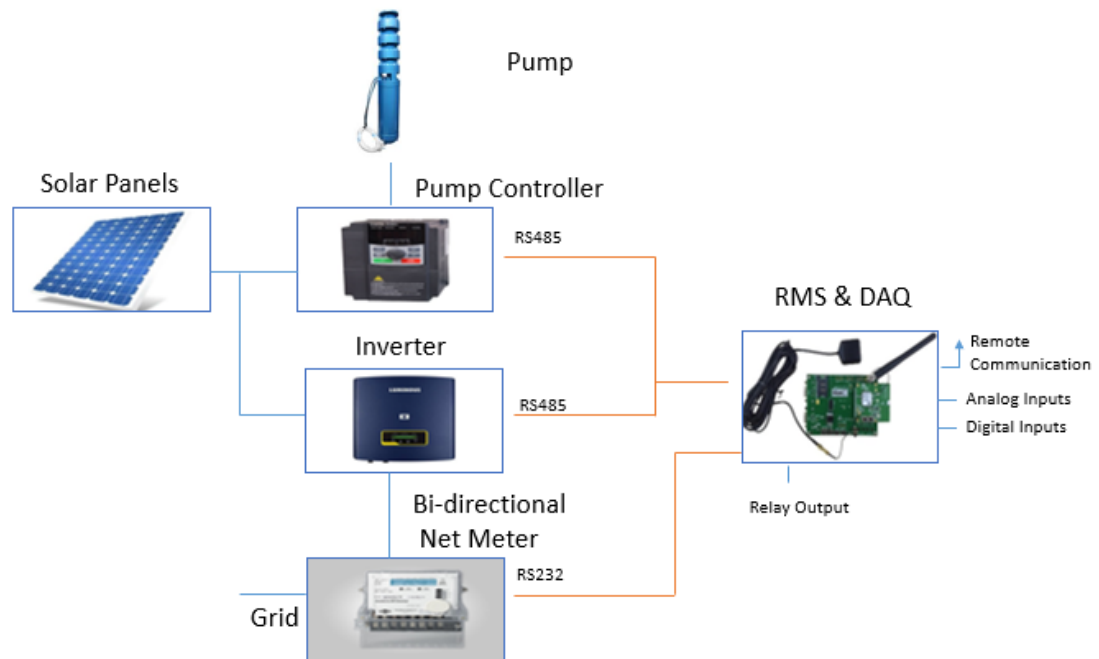 Pump
Solar Panels
Pump Controller
RS485
RMS & DAQ
Inverter
Remote
Communication
RS485
Analog Inputs
Digital Inputs
Bi-directional
Net Meter
Relay Output
RS232
Grid